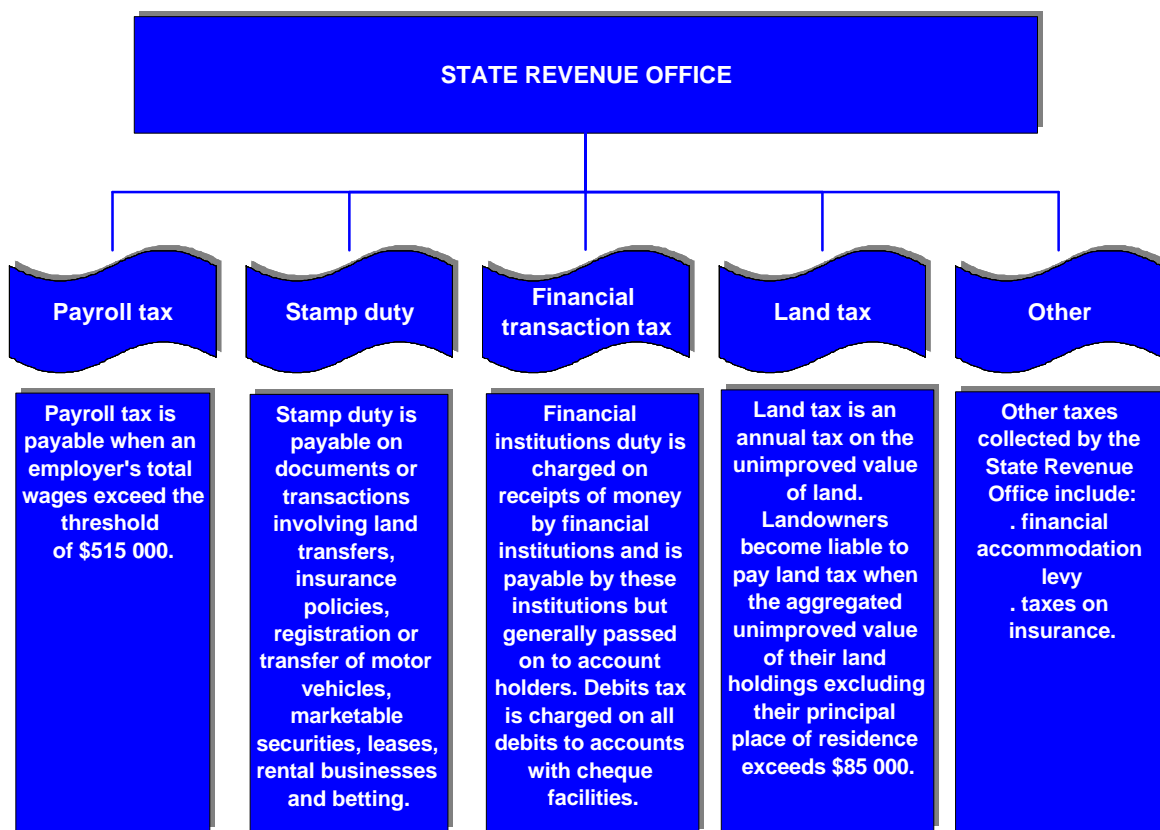 STATE REVENUE OFFICE
Payroll tax
Stamp duty
Financial
transaction tax
Land tax
Other
Payroll tax is
payable when an
employer's total
wages exceed the
threshold
of $515 000.
Stamp duty is
payable on
documents or
transactions
involving land
transfers,
insurance
policies,
registration or
transfer of motor
vehicles,
marketable
securities, leases,
rental businesses
and betting.
Financial
institutions duty is
charged on
receipts of money
by financial
institutions and is
payable by these
institutions but
generally passed
on to account
holders. Debits tax
is charged on all
debits to accounts
with cheque
facilities.
Land tax is an
annual tax on the
unimproved value
of land.
Landowners
become liable to
pay land tax when
the aggregated
unimproved value
of their land
holdings excluding
their principal
place of residence
exceeds $85 000.
Other taxes
collected by the
State Revenue
Office include:
. financial
accommodation
levy
. taxes on
insurance.